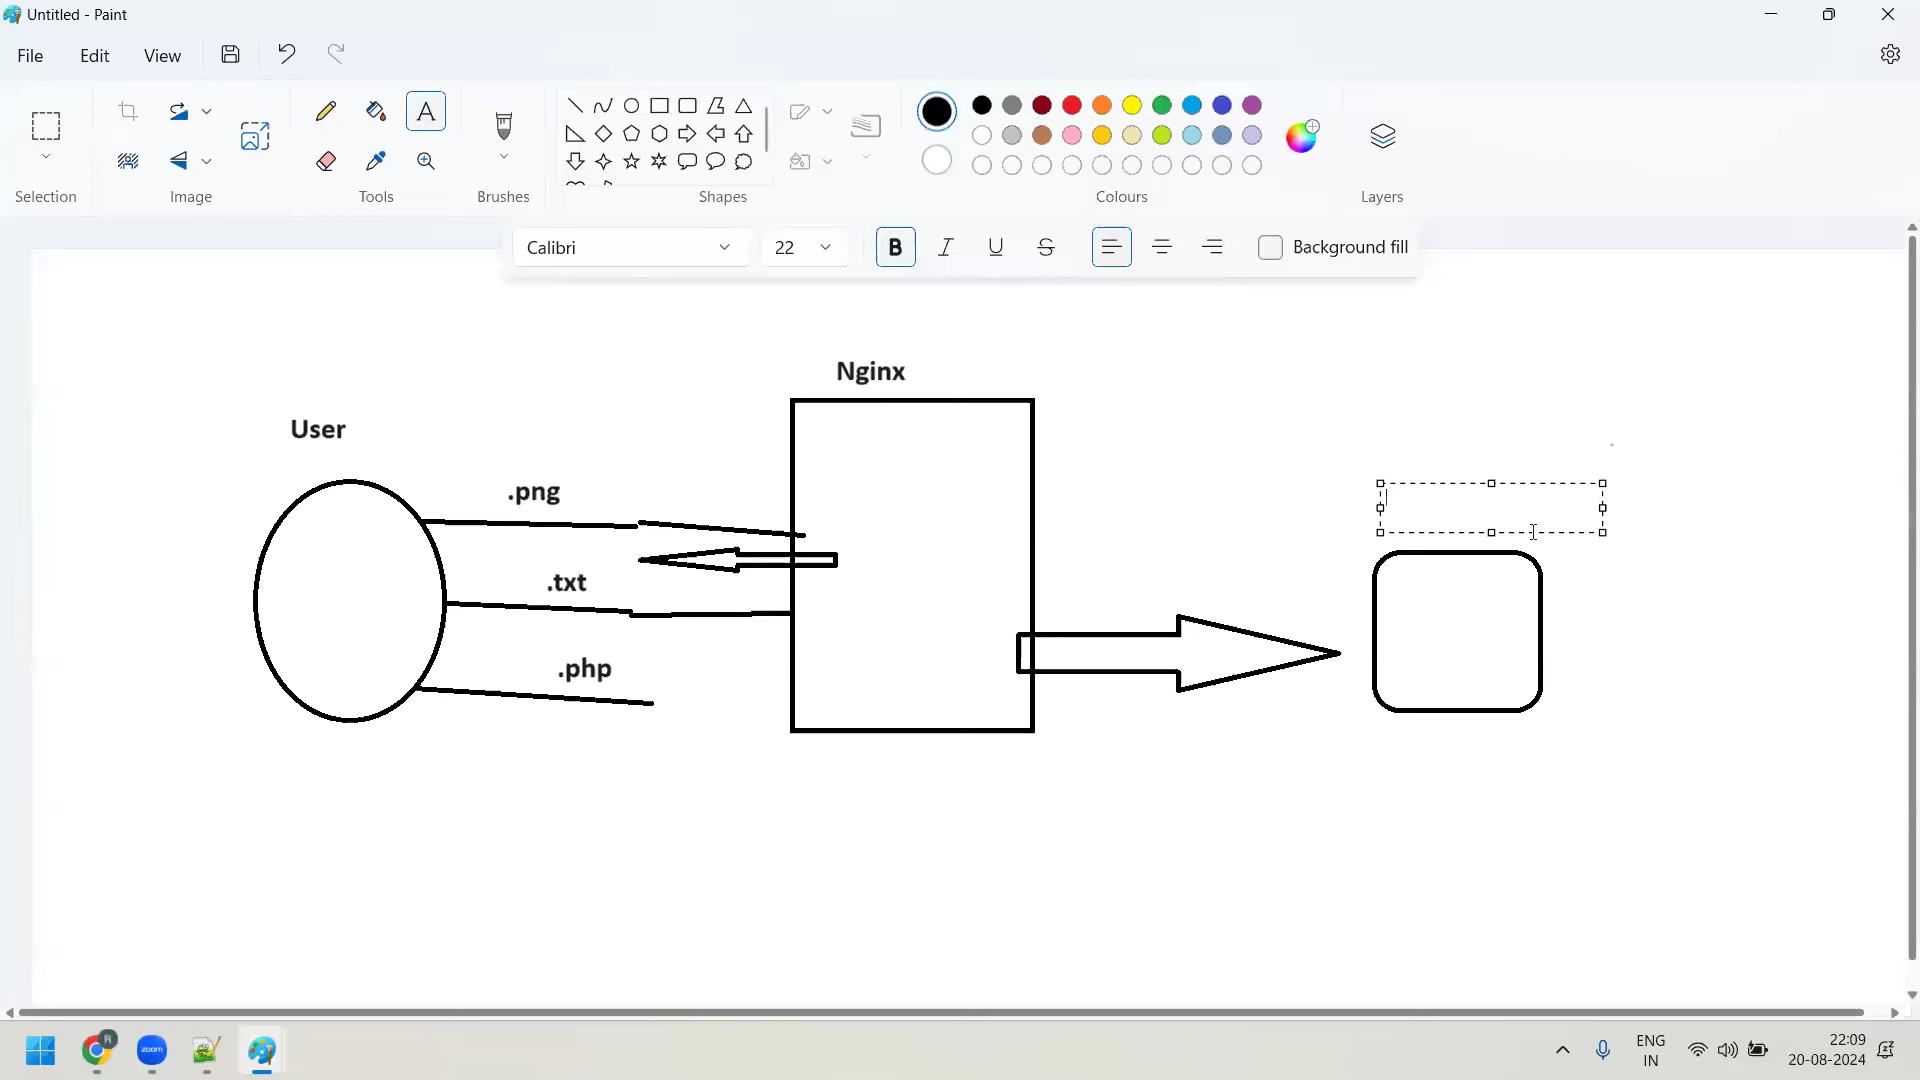 Untitled - Paint
File Edit View
Selection Image Tools Brushes Shapes Colours Layers
Calibri 22 B I U S Background fill
Nginx
User
.png
.txt
.php
R
zoom
ENG
IN
22:09
20-08-2024